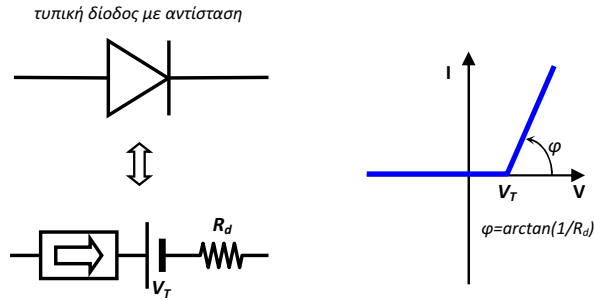 τυπική δίοδος με αντίσταση
I
φ
V_T
V
R_d
φ=arctan(1/R_d)
V_T